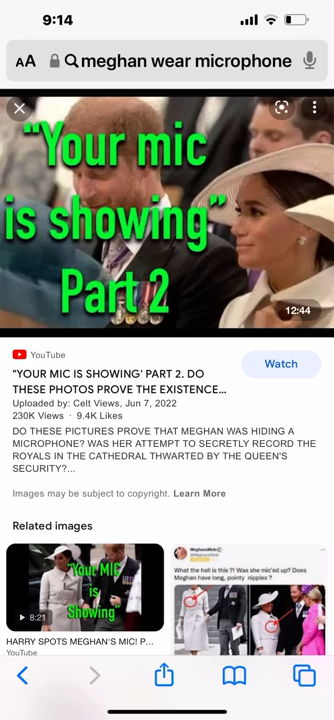 9:14
AA meghan wear microphone
"Your mic
is showing"
Part 2
12:44
YouTube
Watch
"YOUR MIC IS SHOWING' PART 2. DO
THESE PHOTOS PROVE THE EXISTENCE...
Uploaded by: Celt Views, Jun 7, 2022
230K Views · 9.4K Likes
DO THESE PICTURES PROVE THAT MEGHAN WAS HIDING A
MICROPHONE? WAS HER ATTEMPT TO SECRETLY RECORD THE
ROYALS IN THE CATHEDRAL THWARTED BY THE QUEEN'S
SECURITY?...
Images may be subject to copyright. Learn More
Related images
"Your MIC
is
Showing"
8:21
HARRY SPOTS MEGHAN'S MIC! P...
YouTube
MeghansMole
What the hell is this ?! Was she mic'ed up? Does
Meghan have long, pointy nipples ?